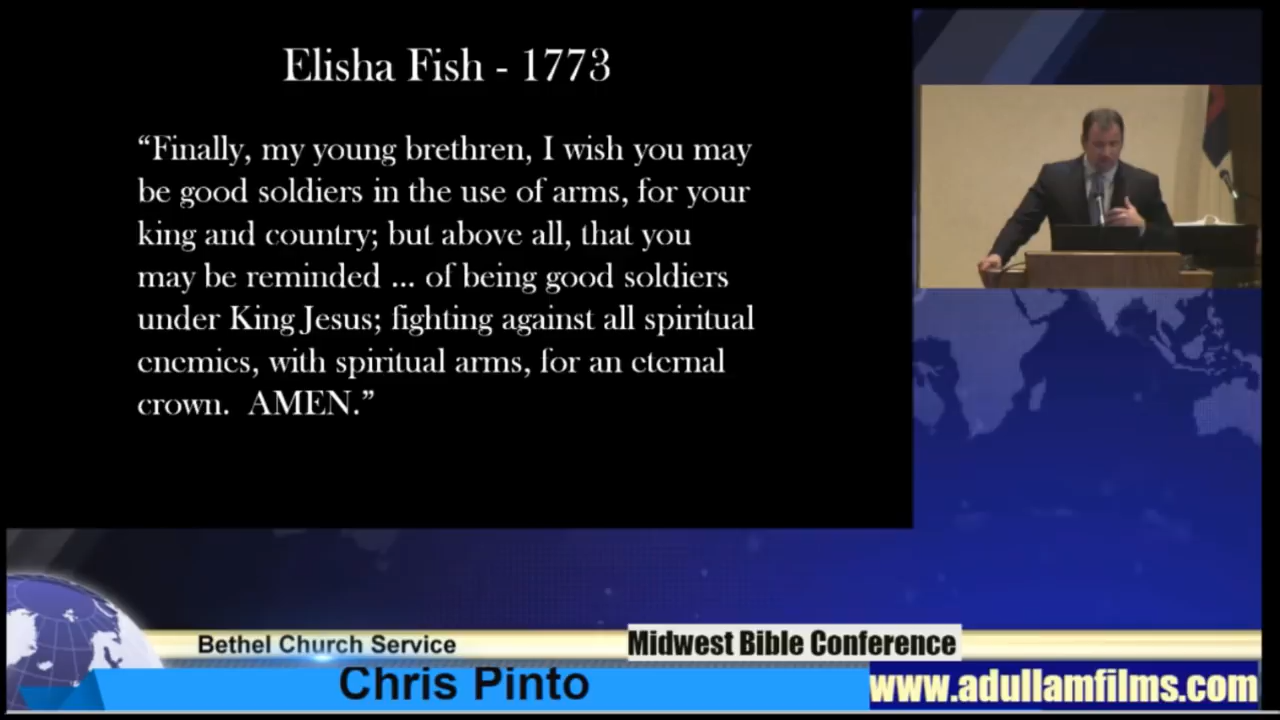 Elisha Fish - 1773
“Finally, my young brethren, I wish you may
be good soldiers in the use of arms, for your
king and country; but above all, that you
may be reminded ... of being good soldiers
under King Jesus; fighting against all spiritual
enemies, with spiritual arms, for an eternal
crown.  AMEN.”
Bethel Church Service
Midwest Bible Conference
Chris Pinto
www.adullamfilms.com